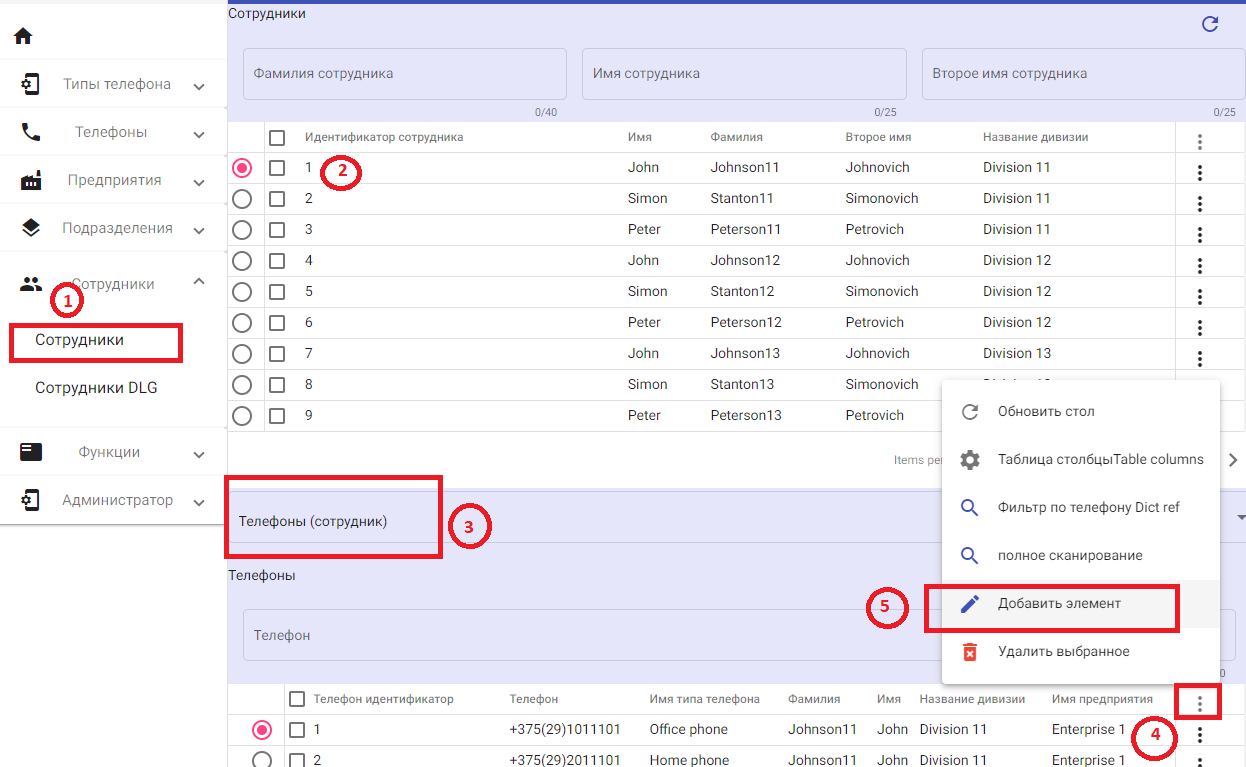 Сотрудники
Типы телефона
Телефоны
Предприятия
Подразделения
Сотрудники
1
Сотрудники
Сотрудники DLG
Функции
Администратор
Фамилия сотрудника
Имя сотрудника
Второе имя сотрудника
0/40
0/25
0/25
Идентификатор сотрудника Имя Фамилия Второе имя Название дивизии
1 2 John Johnson11 Johnovich Division 11
2 Simon Stanton11 Simonovich Division 11
3 Peter Peterson11 Petrovich Division 11
4 John Johnson12 Johnovich Division 12
5 Simon Stanton12 Simonovich Division 12
6 Peter Peterson12 Petrovich Division 12
7 John Johnson13 Johnovich Division 13
8 Simon Stanton13 Simonovich
9 Peter Peterson13 Petrovich
Items
Обновить стол
Таблица столбцыTable columns
Фильтр по телефону Dict ref
полное сканирование
Добавить элемент
Удалить выбранное
5
Телефоны (сотрудник)
3
Телефоны
Телефон
Телефон идентификатор Телефон Имя типа телефона Фамилия Имя Название дивизии Имя предприятия
1 +375(29)1011101 Office phone Johnson11 John Division 11 Enterprise 1
4
2 +375(29)2011101 Home phone Johnson11 John Division 11 Enterprise 1